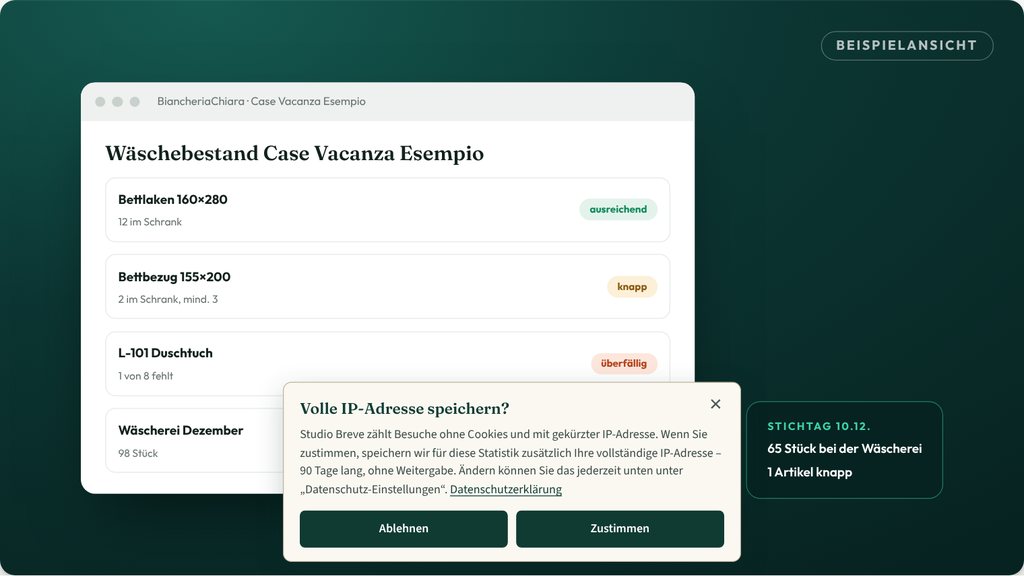 BEISPIELANSICHT
BiancheriaChiara · Case Vacanza Esempio
Wäschebestand Case Vacanza Esempio
Bettlaken 160×280
12 im Schrank
ausreichend
Bettbezug 155×200
2 im Schrank, mind. 3
knapp
L-101 Duschtuch
1 von 8 fehlt
überfällig
Wäscherei Dezember
98 Stück
Volle IP-Adresse speichern?
Studio Breve zählt Besuche ohne Cookies und mit gekürzter IP-Adresse. Wenn Sie
zustimmen, speichern wir für diese Statistik zusätzlich Ihre vollständige IP-Adresse –
90 Tage lang, ohne Weitergabe. Ändern können Sie das jederzeit unten unter
„Datenschutz-Einstellungen“. Datenschutzerklärung
Ablehnen
Zustimmen
STICHTAG 10.12.
65 Stück bei der Wäscherei
1 Artikel knapp